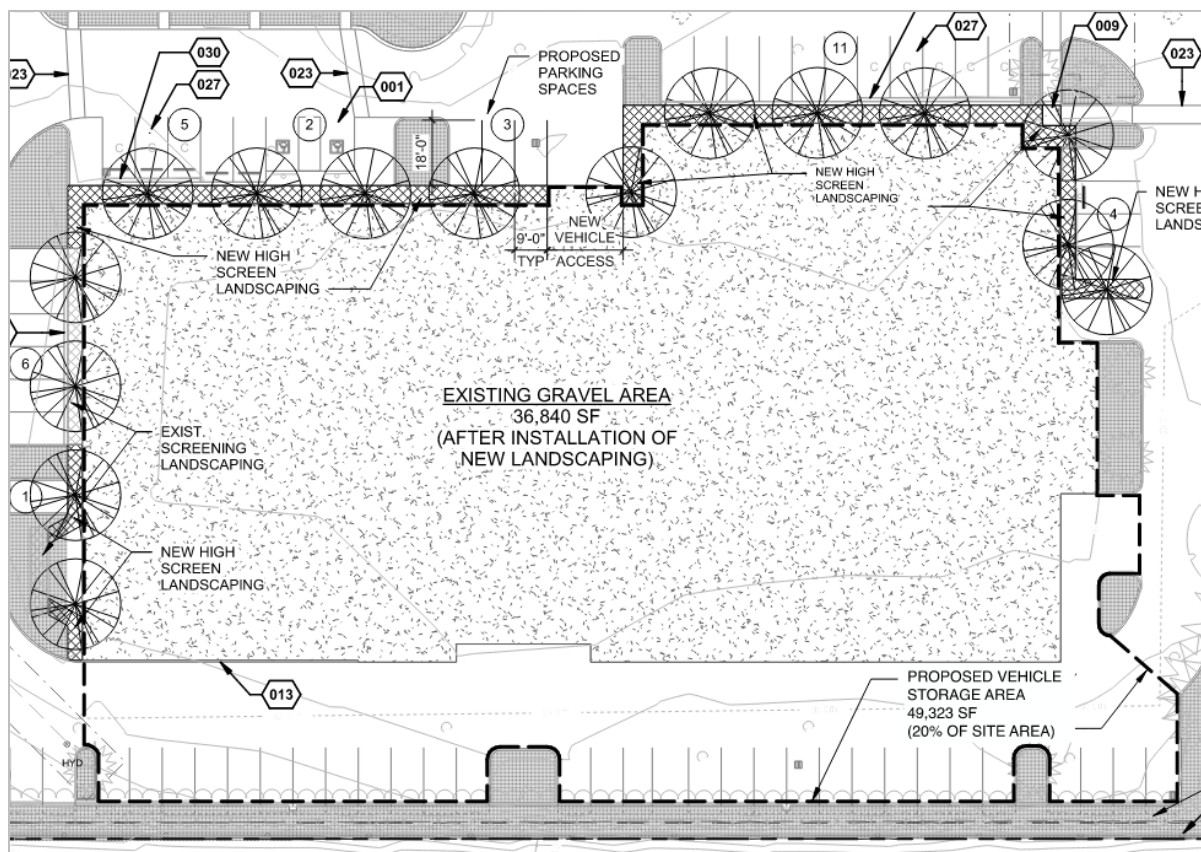 030
027
023
023
001
PROPOSED
PARKING
SPACES
11
027
009
023
5
2
3
18'-0"
NEW HIGH
SCREEN
LANDSCAPING
9'-0"
TYP
NEW
VEHICLE
ACCESS
NEW HIGH
SCREEN
LANDSCAPING
4
NEW H
SCREE
LANDS
6
1
EXISTING GRAVEL AREA
36,840 SF
(AFTER INSTALLATION OF
NEW LANDSCAPING)
EXIST.
SCREENING
LANDSCAPING
NEW HIGH
SCREEN
LANDSCAPING
013
PROPOSED VEHICLE
STORAGE AREA
49,323 SF
(20% OF SITE AREA)
HYD